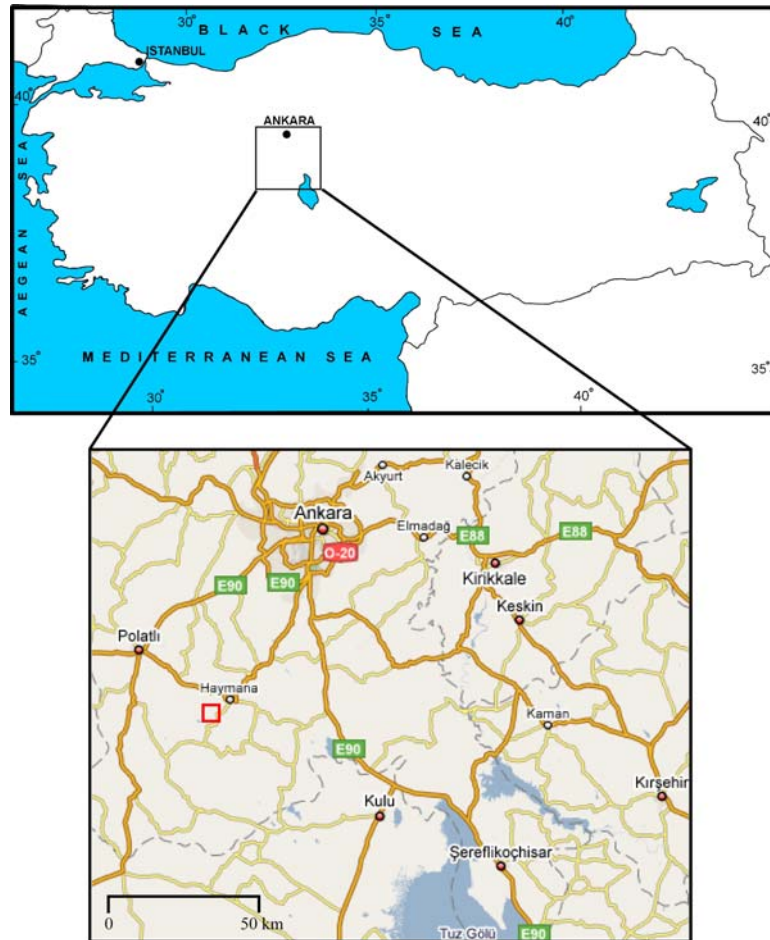 30°
35°
40°
BLACK SEA
ISTANBUL
40°
ANKARA
40°
AEGEAN SEA
35°
MEDITERRANEAN SEA
35°
30°
35°
40°
Akyurt
Kalecik
Ankara
Elmadağ
E88
E88
O-20
Kirikkale
E90
E90
Keskin
Polatlı
Haymana
Kaman
E90
Kırşehir
Kulu
Şereflikoçhisar
0
50 km
Tuz Gölü
E90